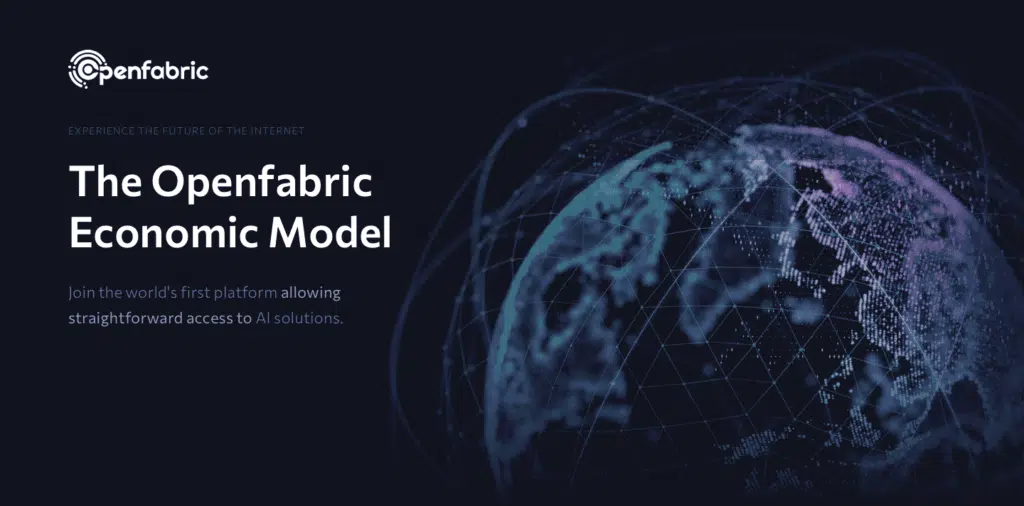 Openfabric
EXPERIENCE THE FUTURE OF THE INTERNET
The Openfabric
Economic Model
Join the world's first platform allowing
straightforward access to AI solutions.